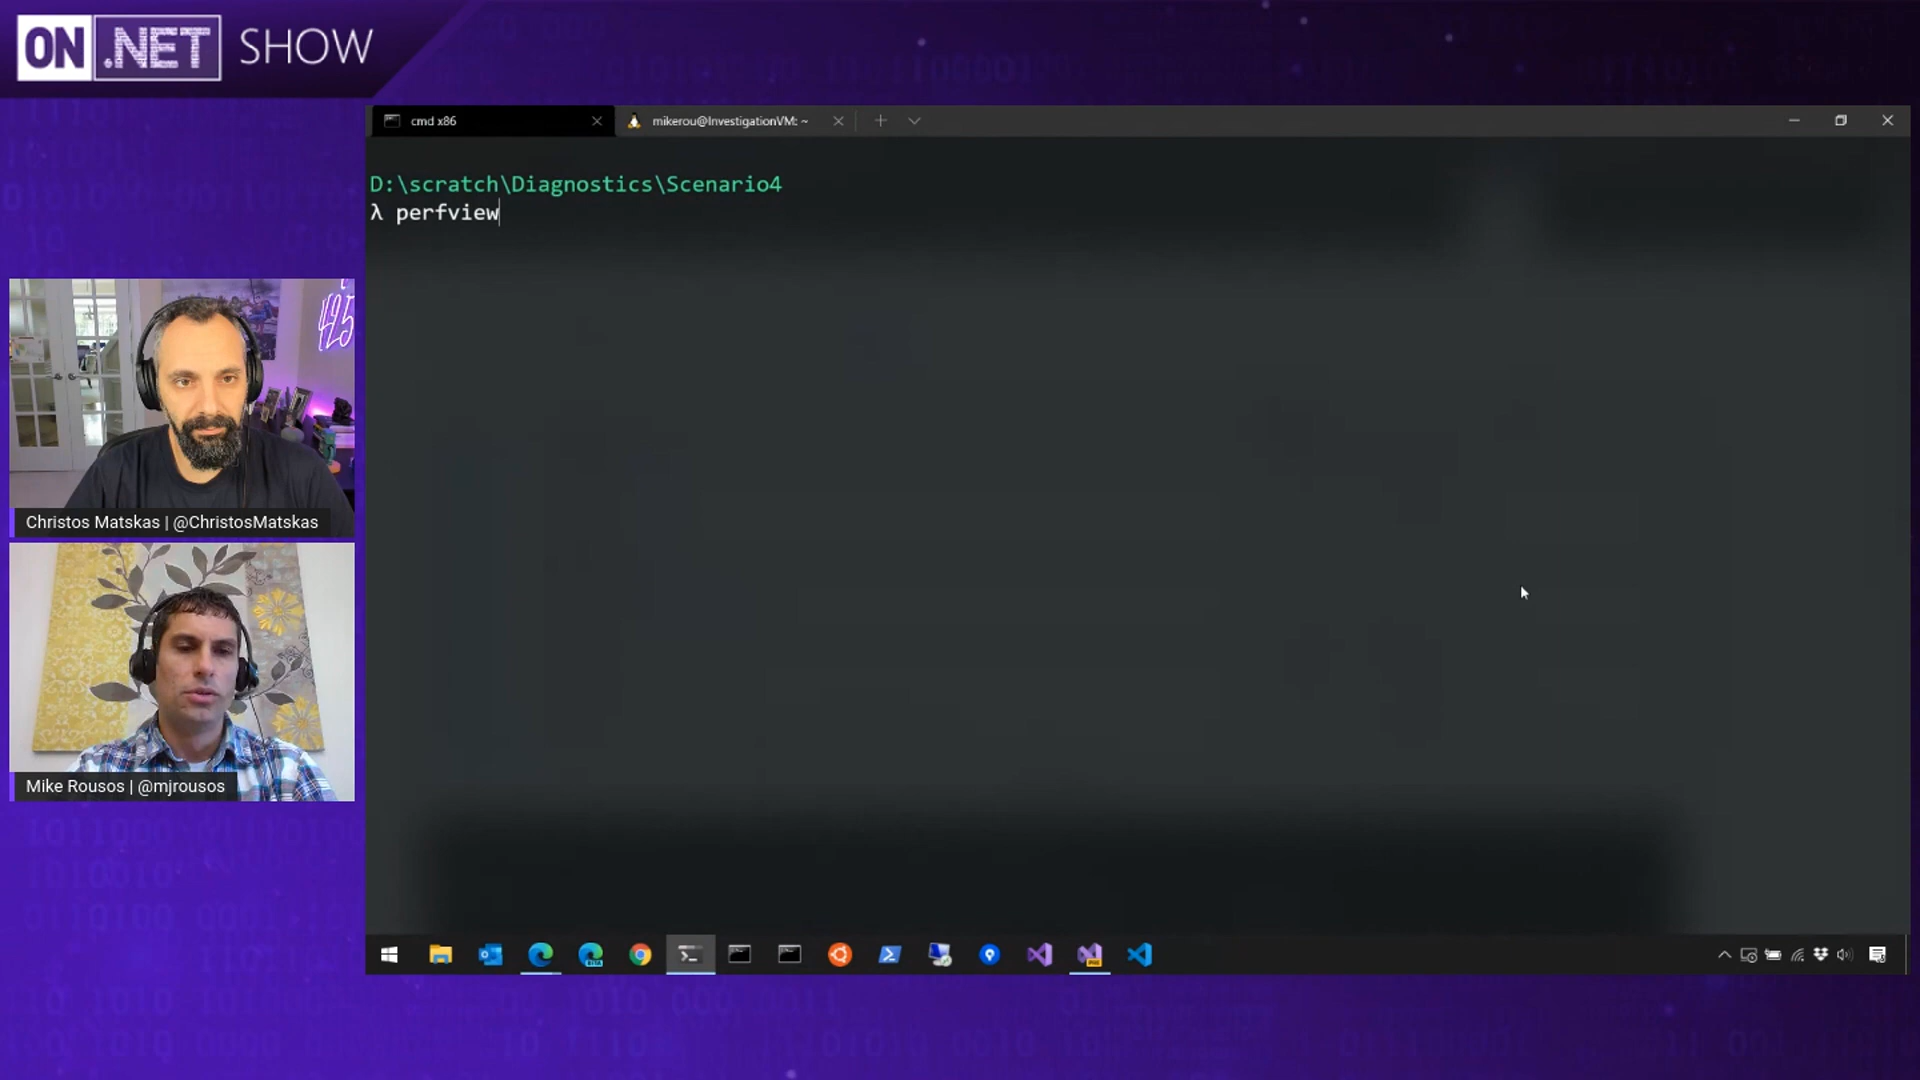 ON .NET SHOW
cmd x86
mikerou@InvestigationVM: ~
D:\scratch\Diagnostics\Scenario4
λ perfview
Christos Matskas | @ChristosMatskas
Mike Rousos | @mjrousos